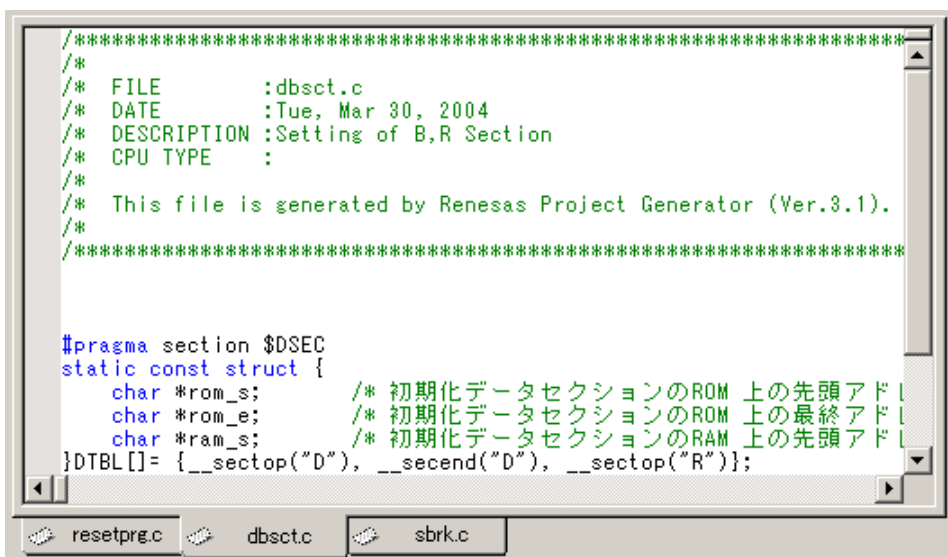 /*******************************************************************
/*
/*  FILE        :dbsct.c
/*  DATE        :Tue, Mar 30, 2004
/*  DESCRIPTION :Setting of B,R Section
/*  CPU TYPE    :
/*
/*  This file is generated by Renesas Project Generator (Ver.3.1).
/*
/*******************************************************************
#pragma section $DSEC
static const struct {
    char *rom_s;       /* 初期化データセクションのROM 上の先頭アド
    char *rom_e;       /* 初期化データセクションのROM 上の最終アド
    char *ram_s;       /* 初期化データセクションのRAM 上の先頭アド
}DTBL[]= {__sectop("D"), __secend("D"), __sectop("R")};
resetprg.c dbsct.c sbrk.c